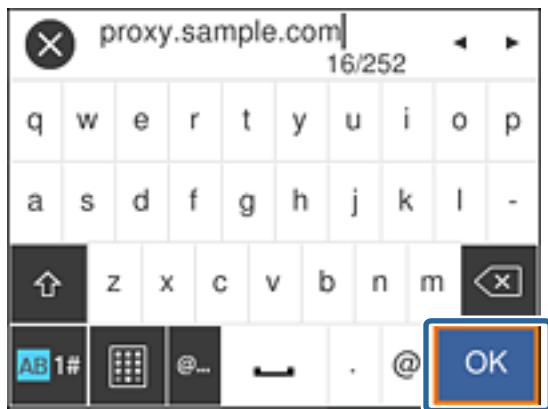 proxy.sample.com
16/252
q w e r t y u i o p
a s d f g h j k l -
z x c v b n m
AB 1# @... . @ OK